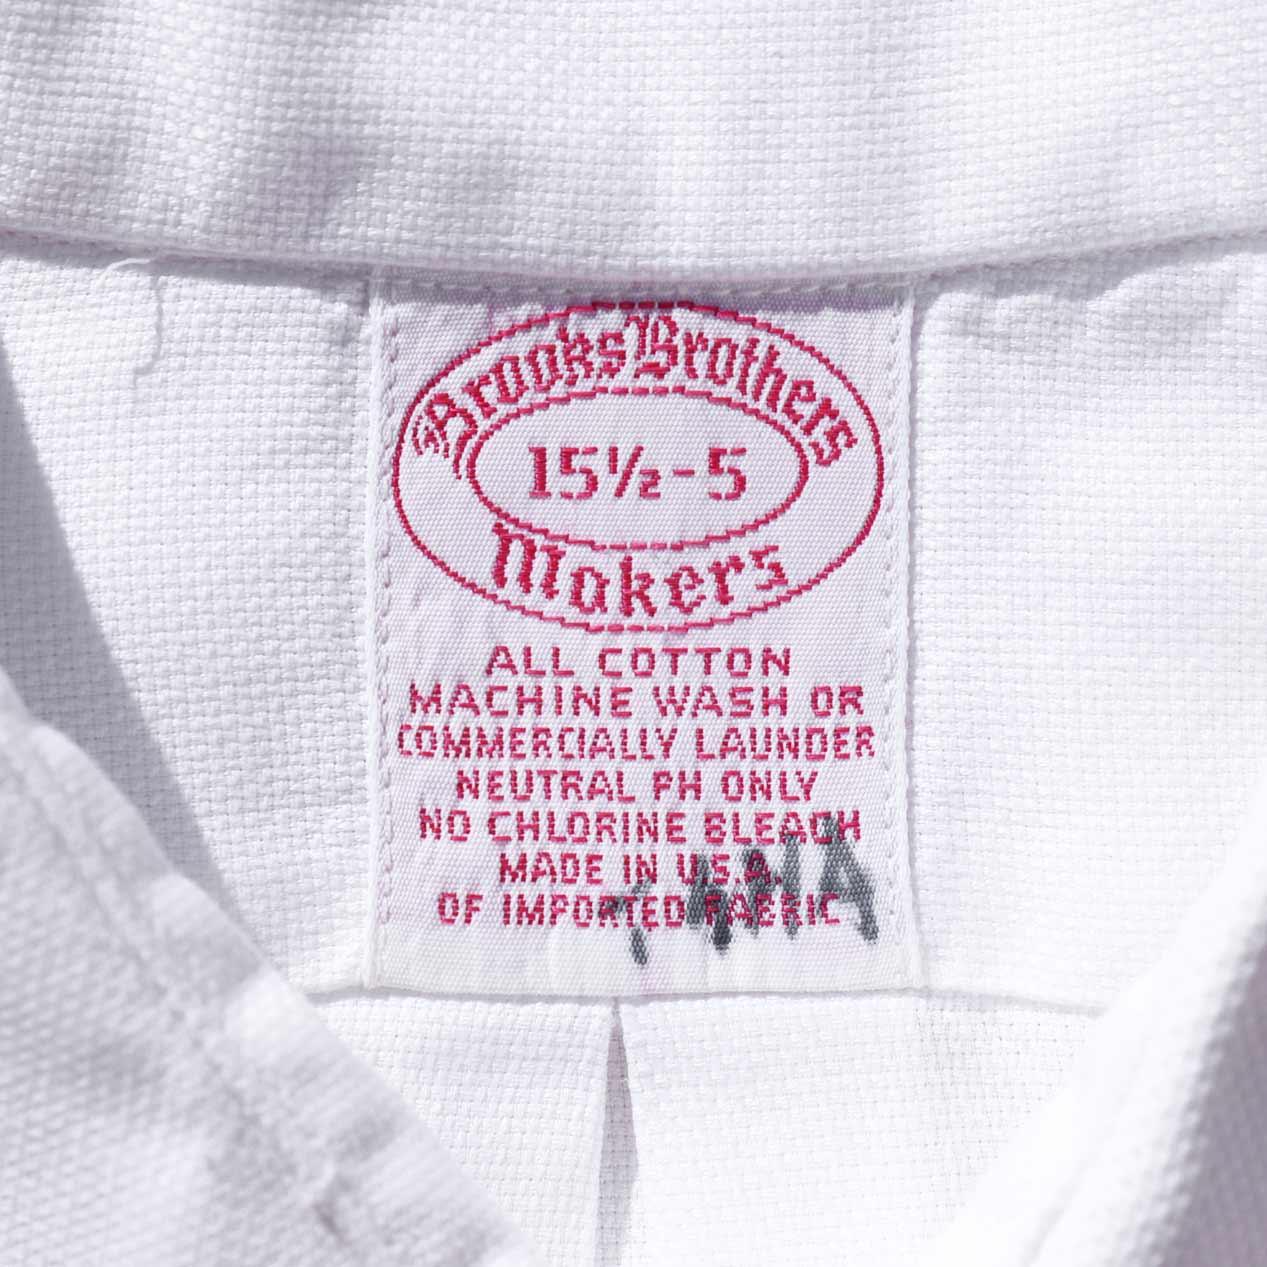 Brooks Brothers
15½-5
Makers
ALL COTTON
MACHINE WASH OR
COMMERCIALLY LAUNDER
NEUTRAL PH ONLY
NO CHLORINE BLEACH
MADE IN U.S.A.
OF IMPORTED FABRIC